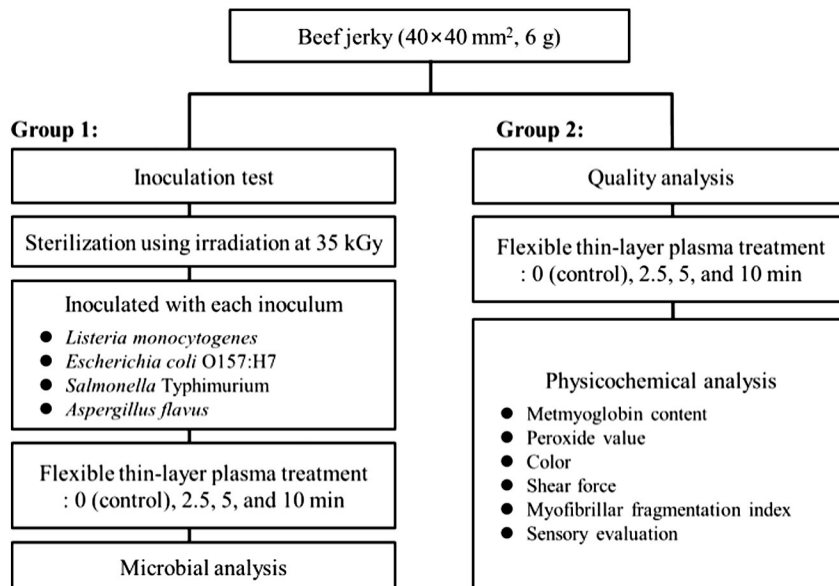 Beef jerky (40×40 mm², 6 g)
Group 1:
Inoculation test
Sterilization using irradiation at 35 kGy
Inoculated with each inoculum
● Listeria monocytogenes
● Escherichia coli O157:H7
● Salmonella Typhimurium
● Aspergillus flavus
Flexible thin-layer plasma treatment
: 0 (control), 2.5, 5, and 10 min
Microbial analysis
Group 2:
Quality analysis
Flexible thin-layer plasma treatment
: 0 (control), 2.5, 5, and 10 min
Physicochemical analysis
● Metmyoglobin content
● Peroxide value
● Color
● Shear force
● Myofibrillar fragmentation index
● Sensory evaluation